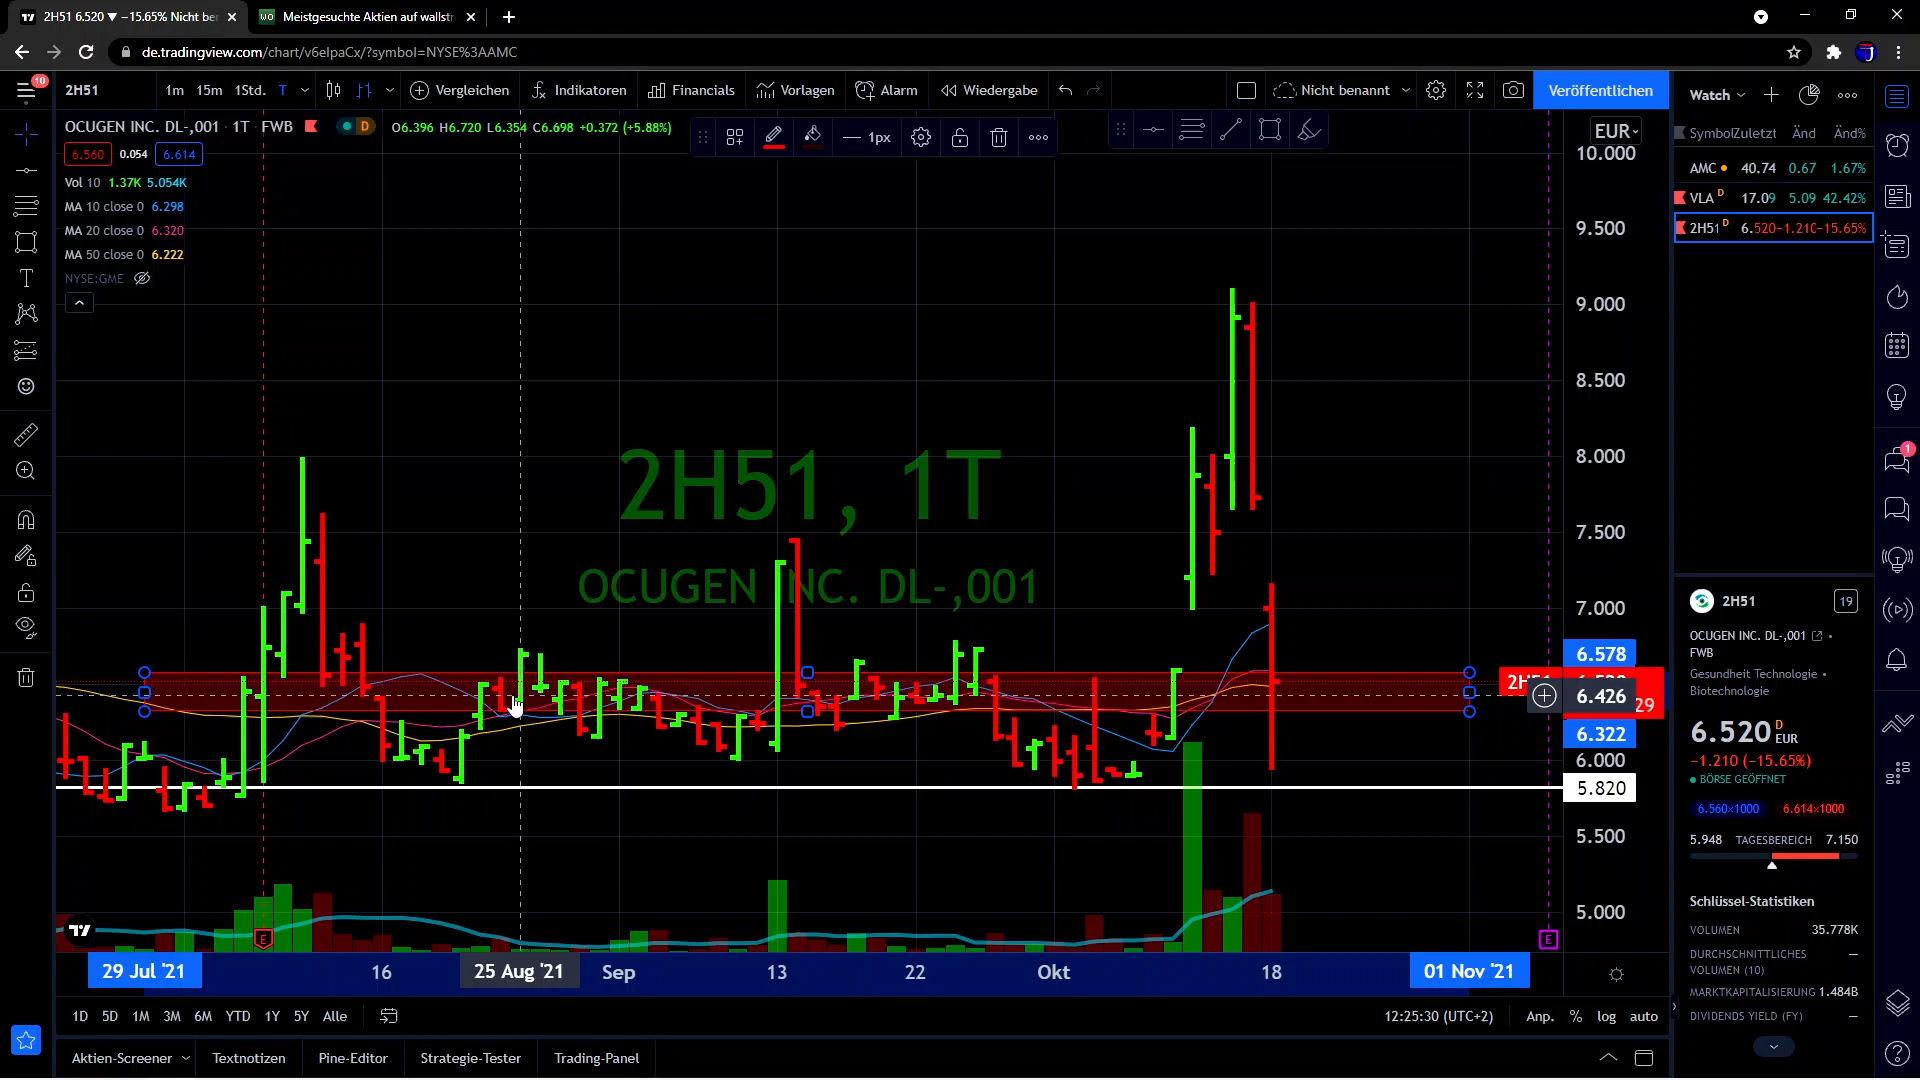 2H51 6.520 ▼ −15.65% Nicht be
Meistgesuchte Aktien auf wallstr
de.tradingview.com/chart/v6elpaCx/?symbol=NYSE%3AAMC
10
2H51
1m 15m 1Std. T
Vergleichen
Indikatoren
Financials
Vorlagen
Alarm
Wiedergabe
Nicht benannt
Veröffentlichen
Watch
OCUGEN INC. DL-,001 · 1T · FWB
D
O6.396 H6.720 L6.354 C6.698 +0.372 (+5.88%)
6.560 0.054 6.614
Vol 10 1.37K 5.054K
MA 10 close 0 6.298
MA 20 close 0 6.320
MA 50 close 0 6.222
NYSE:GME
1px
EUR
10.000
9.500
9.000
8.500
8.000
7.500
7.000
6.578
6.426
6.322
6.000
5.820
5.500
5.000
2H51, 1T
OCUGEN INC. DL-,001
E
E
29 Jul '21
16
25 Aug '21
Sep
13
22
Okt
18
01 Nov '21
1D 5D 1M 3M 6M YTD 1Y 5Y Alle
12:25:30 (UTC+2)
Anp. % log auto
Aktien-Screener
Textnotizen
Pine-Editor
Strategie-Tester
Trading-Panel
Symbol Zuletzt Änd Änd%
AMC 40.74 0.67 1.67%
VLA D 17.09 5.09 42.42%
2H51 D 6.520 −1.210 −15.65%
1
2H51
19
OCUGEN INC. DL-,001
FWB
Gesundheit Technologie •
Biotechnologie
6.520 D EUR
−1.210 (−15.65%)
BÖRSE GEÖFFNET
6.560×1000 6.614×1000
5.948 TAGESBEREICH 7.150
Schlüssel-Statistiken
VOLUMEN 35.778K
DURCHSCHNITTLICHES
VOLUMEN (10) —
MARKTKAPITALISIERUNG 1.484B
DIVIDENDS YIELD (FY) —